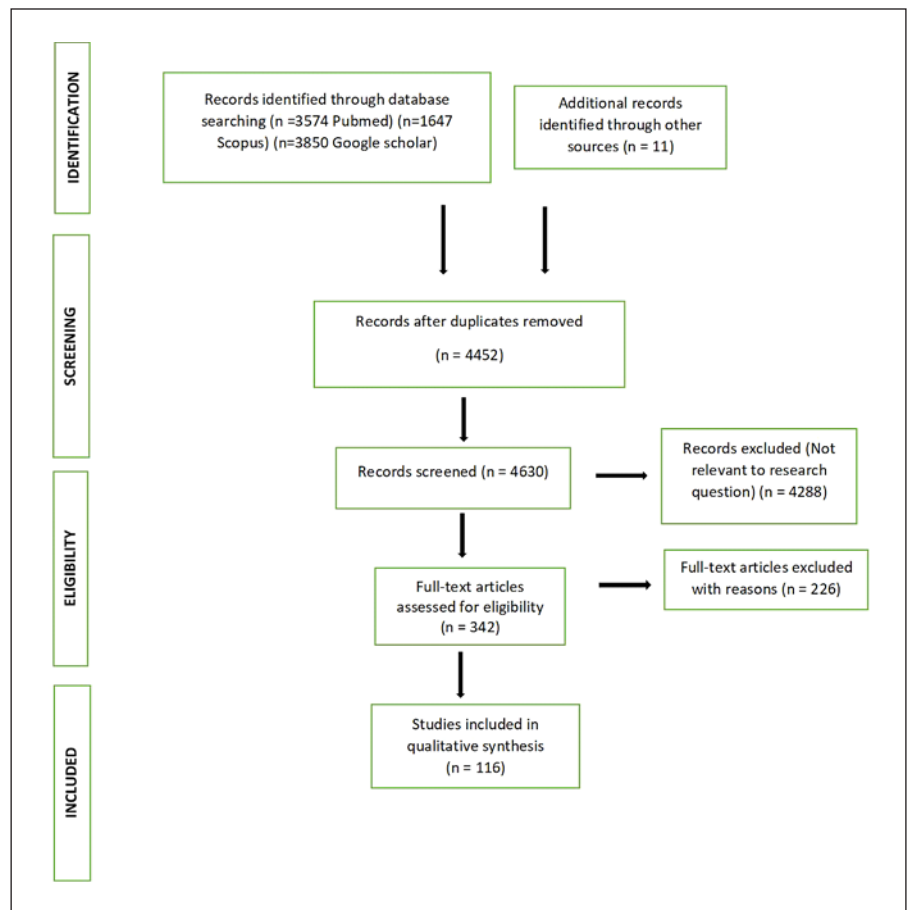 IDENTIFICATION
Records identified through database
searching (n =3574 Pubmed) (n=1647
Scopus) (n=3850 Google scholar)
Additional records
identified through other
sources (n = 11)
SCREENING
Records after duplicates removed
(n = 4452)
Records screened (n = 4630)
Records excluded (Not
relevant to research
question) (n = 4288)
ELIGIBILITY
Full-text articles
assessed for eligibility
(n = 342)
Full-text articles excluded
with reasons (n = 226)
INCLUDED
Studies included in
qualitative synthesis
(n = 116)